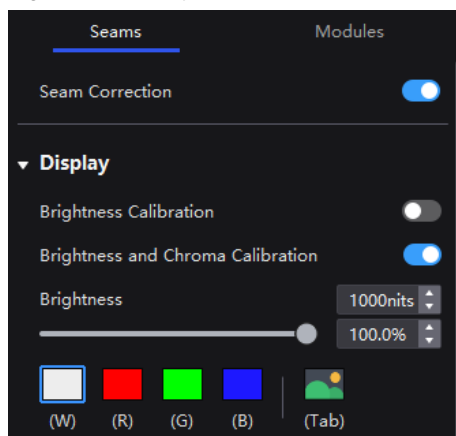 Seams Modules
Seam Correction
Display
Brightness Calibration
Brightness and Chroma Calibration
Brightness 1000nits
100.0%
(W) (R) (G) (B) (Tab)